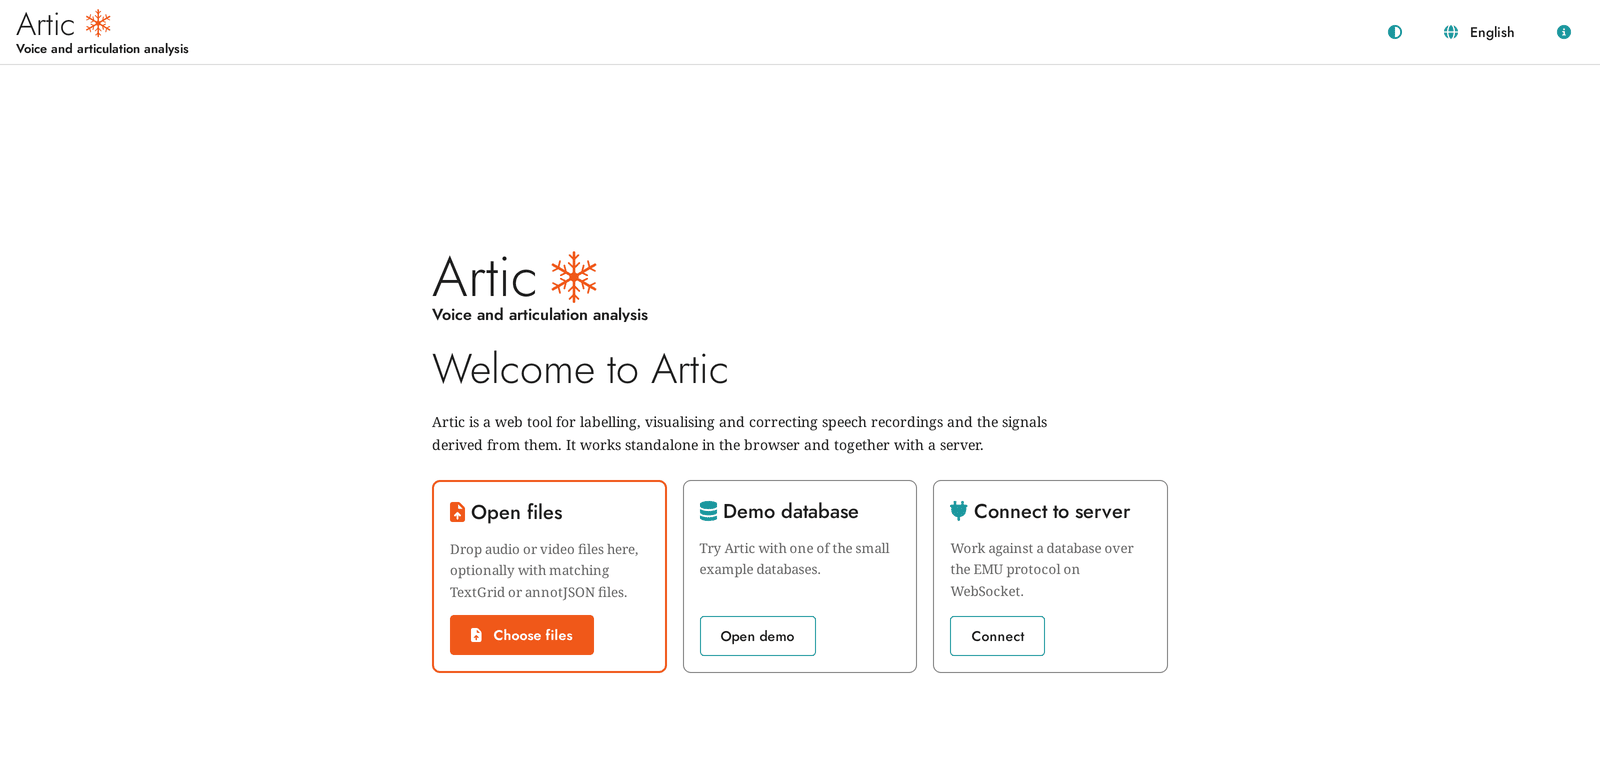 Artic
Voice and articulation analysis
English
Artic
Voice and articulation analysis
Welcome to Artic
Artic is a web tool for labelling, visualising and correcting speech recordings and the signals
derived from them. It works standalone in the browser and together with a server.
Open files
Drop audio or video files here,
optionally with matching
TextGrid or annotJSON files.
Choose files
Demo database
Try Artic with one of the small
example databases.
Open demo
Connect to server
Work against a database over
the EMU protocol on
WebSocket.
Connect